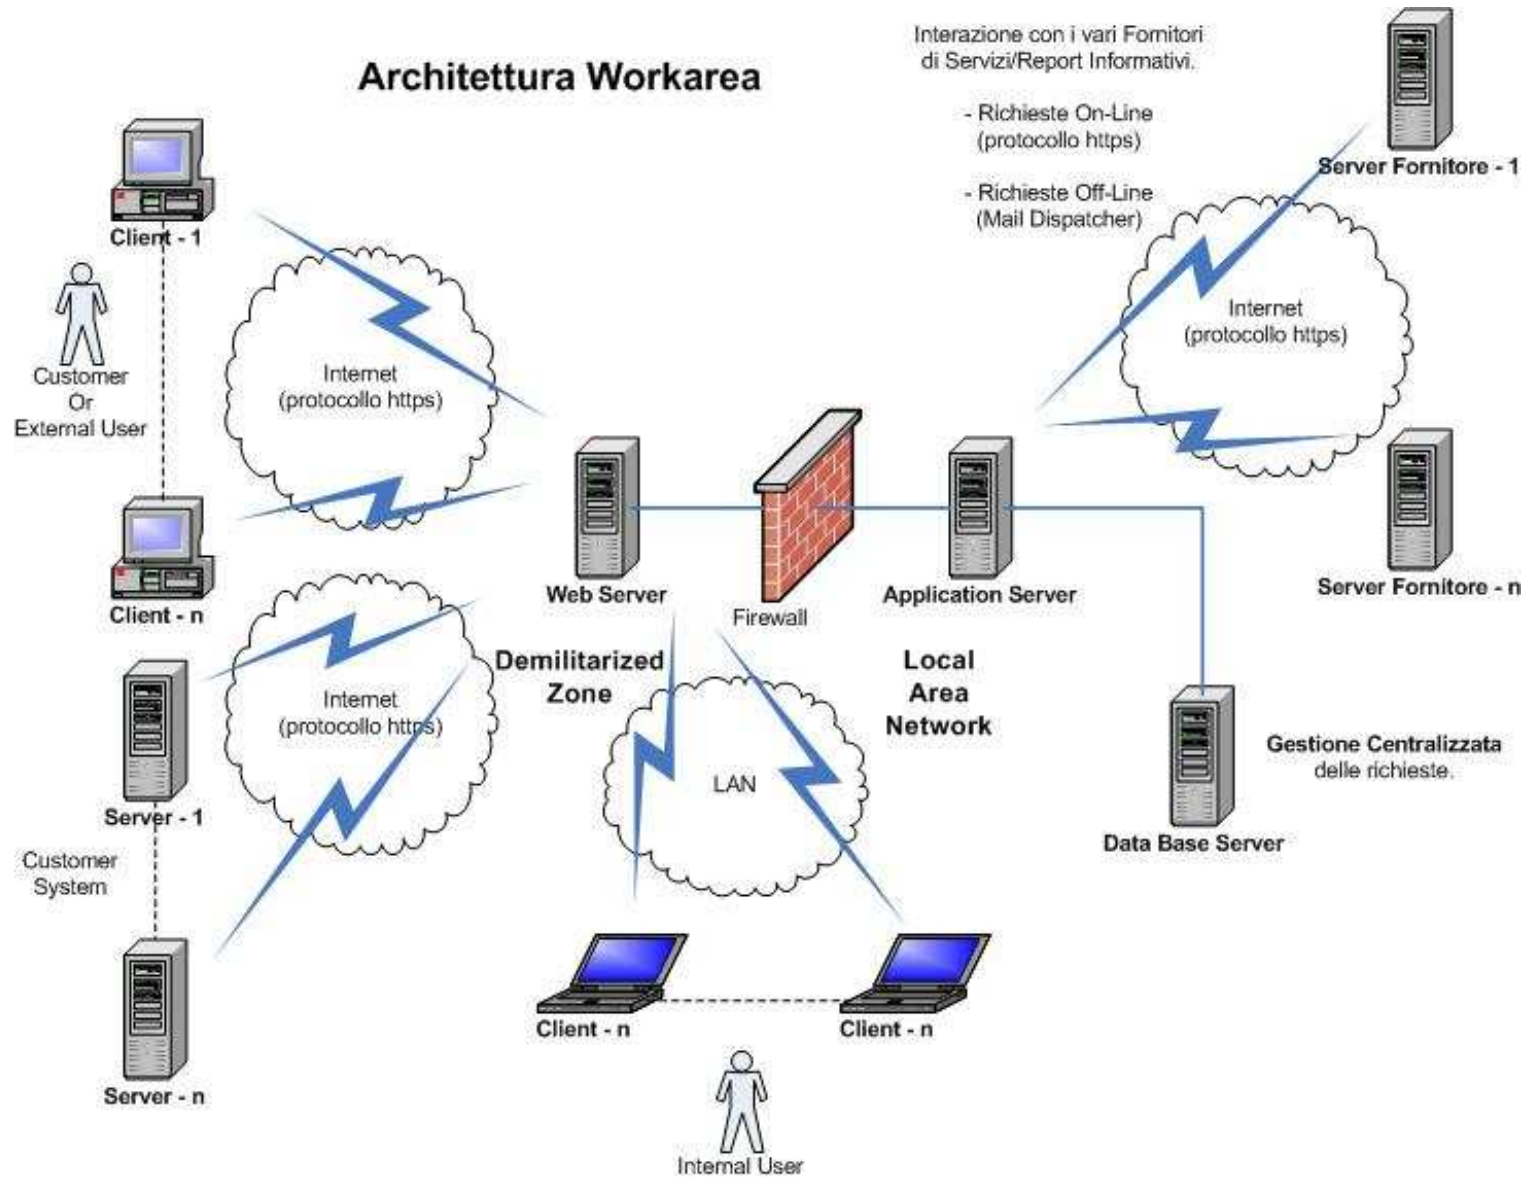 Architettura Workarea
Interazione con i vari Fornitori
di Servizi/Report Informativi.
- Richieste On-Line
(protocollo https)
- Richieste Off-Line
(Mail Dispatcher)
Server Fornitore - 1
Client - 1
Customer
Or
External User
Internet
(protocollo https)
Internet
(protocollo https)
Client - n
Web Server
Firewall
Application Server
Server Fornitore - n
Demilitarized
Zone
Local
Area
Network
Internet
(protocollo https)
LAN
Gestione Centralizzata
delle richieste.
Server - 1
Data Base Server
Customer
System
Server - n
Client - n
Client - n
Internal User